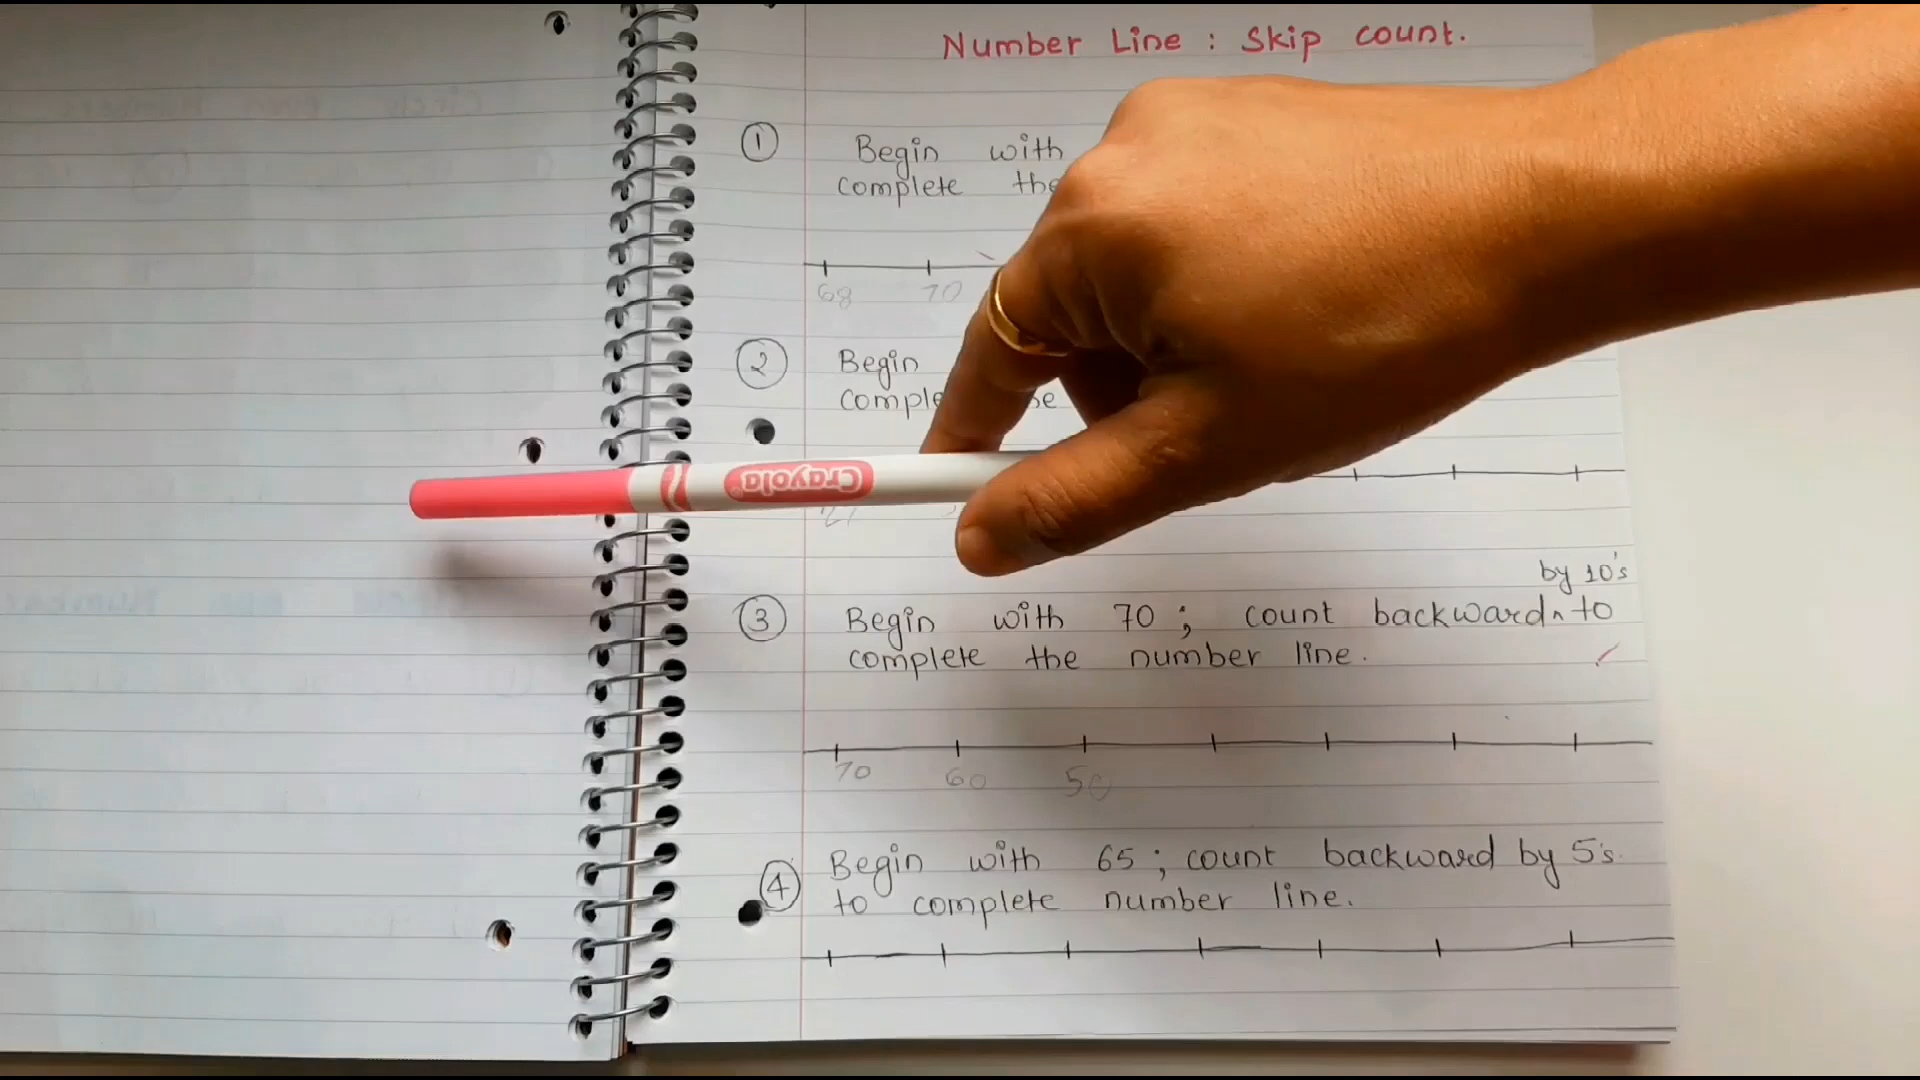 Number Line : Skip count.
① Begin with
complete the
68 70
② Begin
comple
Crayola
by 10's
③ Begin with 70 ; count backward ^ to
complete the number line.
70 60 50
④ Begin with 65 ; count backward by 5's
to complete number line.